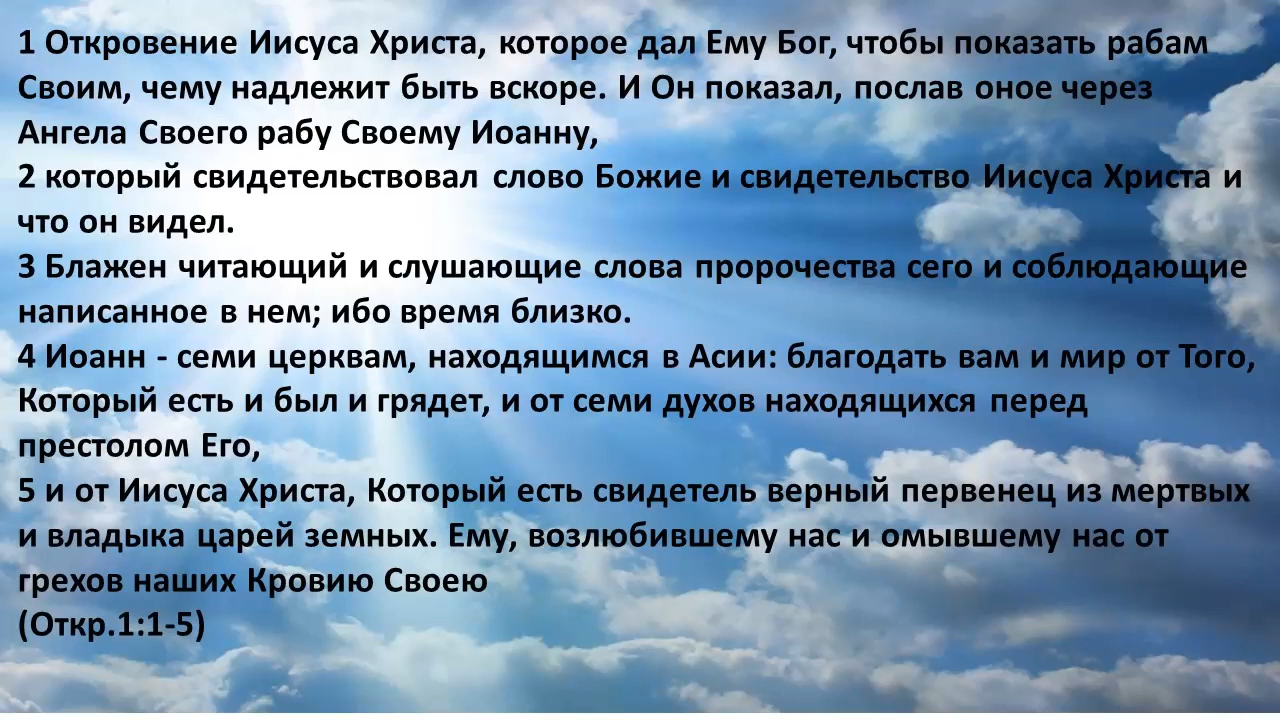 1 Откровение Иисуса Христа, которое дал Ему Бог, чтобы показать рабам
Своим, чему надлежит быть вскоре. И Он показал, послав оное через
Ангела Своего рабу Своему Иоанну,
2 который свидетельствовал слово Божие и свидетельство Иисуса Христа и
что он видел.
3 Блажен читающий и слушающие слова пророчества сего и соблюдающие
написанное в нем; ибо время близко.
4 Иоанн - семи церквам, находящимся в Асии: благодать вам и мир от Того,
Который есть и был и грядет, и от семи духов находящихся перед
престолом Его,
5 и от Иисуса Христа, Который есть свидетель верный первенец из мертвых
и владыка царей земных. Ему, возлюбившему нас и омывшему нас от
грехов наших Кровию Своею
(Откр.1:1-5)